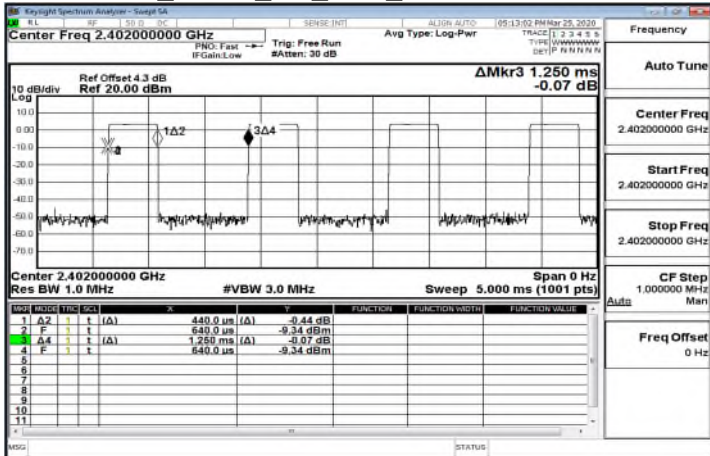 Keysight Spectrum Analyzer - Swept SA
RL RF 50 Ω DC SENSE:INT ALIGN AUTO 05:13:02 PM Mar 25, 2020
Center Freq 2.402000000 GHz
PNO: Fast Trig: Free Run
IFGain:Low #Atten: 30 dB
Avg Type: Log-Pwr
TRACE 1 2 3 4 5 6
TYPE WWWWWW
DET P N N N N N
Frequency
Auto Tune
Ref Offset 4.3 dB
10 dB/div Ref 20.00 dBm
Log
ΔMkr3 1.250 ms
-0.07 dB
10.0
0.00
-10.0
-20.0
-30.0
-40.0
-50.0
-60.0
-70.0
1Δ2
3Δ4
Center Freq
2.402000000 GHz
Start Freq
2.402000000 GHz
Stop Freq
2.402000000 GHz
Center 2.402000000 GHz Span 0 Hz
Res BW 1.0 MHz #VBW 3.0 MHz Sweep 5.000 ms (1001 pts)
CF Step
1.000000 MHz
Auto Man
Freq Offset
0 Hz
MKR MODE TRC SCL X Y FUNCTION FUNCTION WIDTH FUNCTION VALUE
1 Δ2 1 t (Δ) 440.0 µs (Δ) -0.44 dB
2 F 1 t 640.0 µs -9.34 dBm
3 Δ4 1 t (Δ) 1.250 ms (Δ) -0.07 dB
4 F 1 t 640.0 µs -9.34 dBm
5
6
7
8
9
10
11
MSG STATUS